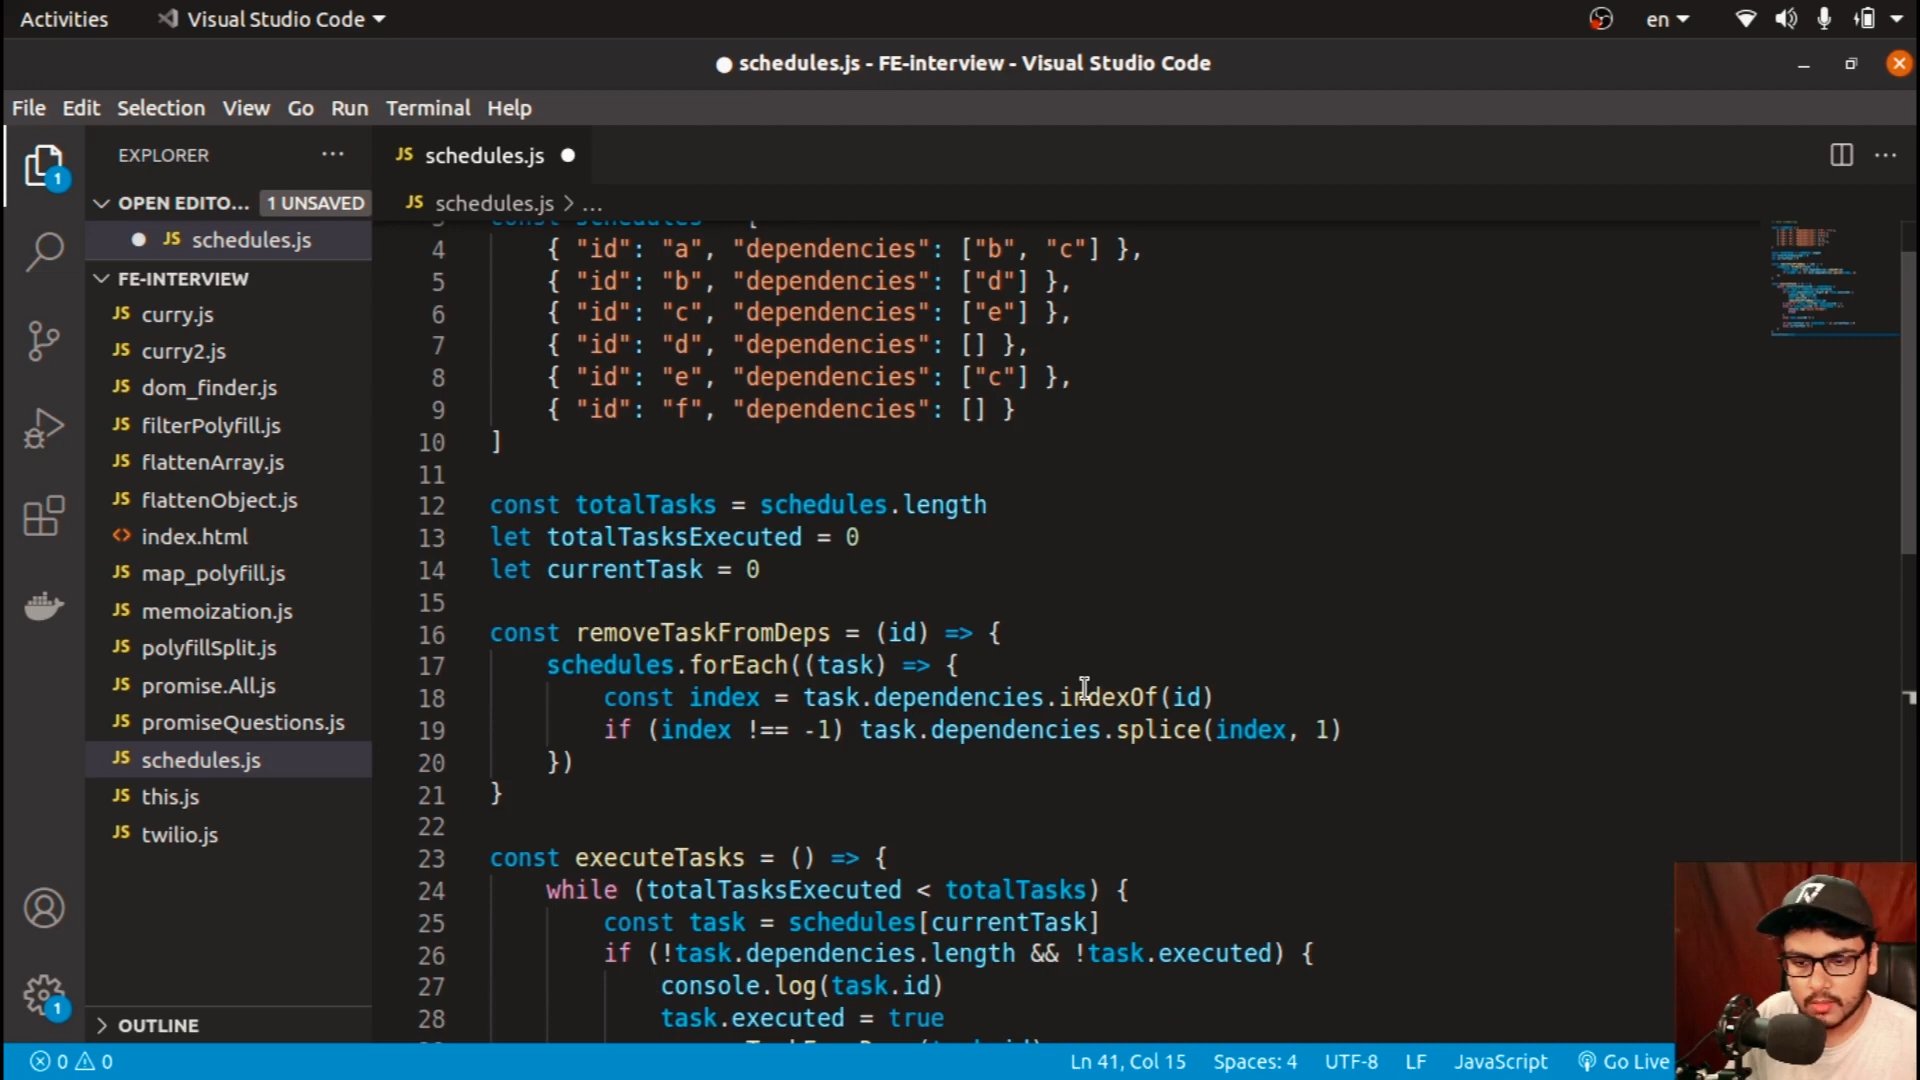 Activities
Visual Studio Code
en
schedules.js - FE-interview - Visual Studio Code
File Edit Selection View Go Run Terminal Help
EXPLORER
1
OPEN EDITO... 1 UNSAVED
JS schedules.js
FE-INTERVIEW
JS curry.js
JS curry2.js
JS dom_finder.js
JS filterPolyfill.js
JS flattenArray.js
JS flattenObject.js
<> index.html
JS map_polyfill.js
JS memoization.js
JS polyfillSplit.js
JS promise.All.js
JS promiseQuestions.js
JS schedules.js
JS this.js
JS twilio.js
1
OUTLINE
JS schedules.js
JS schedules.js > ...
const schedules = [
4 { "id": "a", "dependencies": ["b", "c"] },
5 { "id": "b", "dependencies": ["d"] },
6 { "id": "c", "dependencies": ["e"] },
7 { "id": "d", "dependencies": [] },
8 { "id": "e", "dependencies": ["c"] },
9 { "id": "f", "dependencies": [] }
10 ]
11
12 const totalTasks = schedules.length
13 let totalTasksExecuted = 0
14 let currentTask = 0
15
16 const removeTaskFromDeps = (id) => {
17 schedules.forEach((task) => {
18 const index = task.dependencies.indexOf(id)
19 if (index !== -1) task.dependencies.splice(index, 1)
20 })
21 }
22
23 const executeTasks = () => {
24 while (totalTasksExecuted < totalTasks) {
25 const task = schedules[currentTask]
26 if (!task.dependencies.length && !task.executed) {
27 console.log(task.id)
28 task.executed = true
0 0
Ln 41, Col 15 Spaces: 4 UTF-8 LF JavaScript Go Live